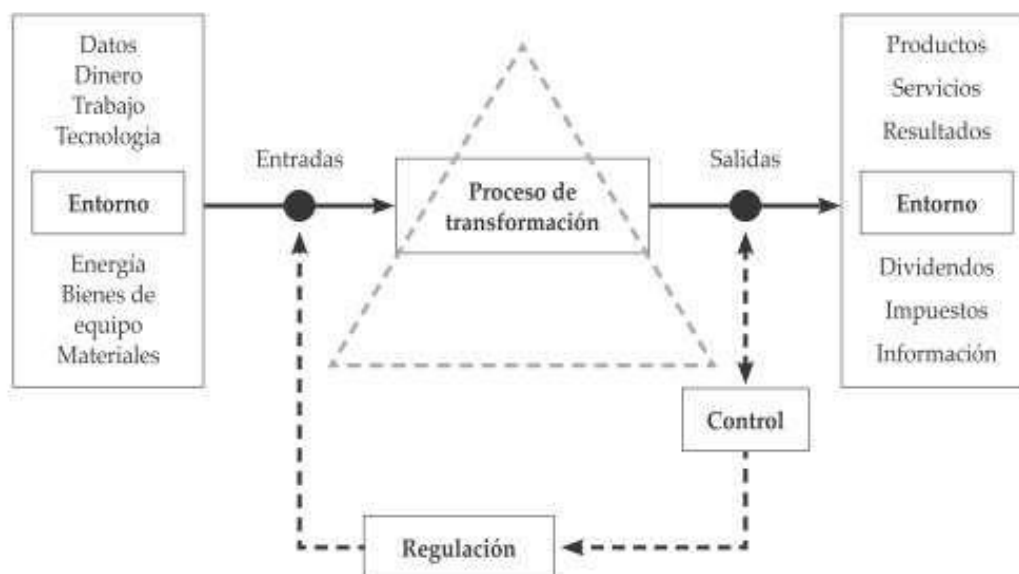 Datos
Dinero
Trabajo
Tecnología
Entorno
Energía
Bienes de
equipo
Materiales
Entradas
Proceso de
transformación
Salidas
Control
Regulación
Productos
Servicios
Resultados
Entorno
Dividendos
Impuestos
Información